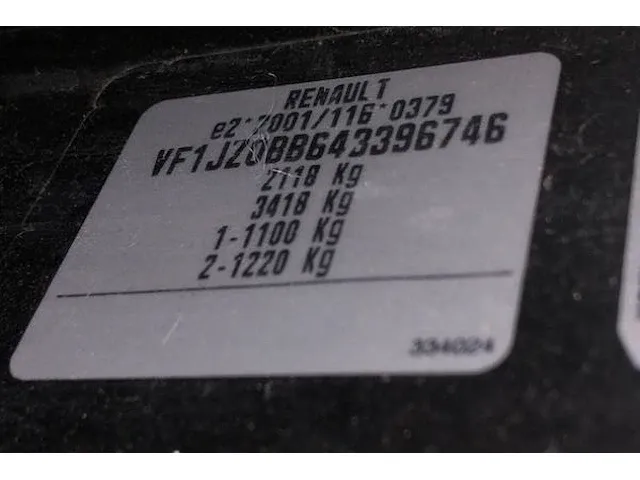 RENAULT
e2*2001/116*0379
VF1JZ0BB643396746
2118 Kg
3418 Kg
1-1100 Kg
2-1220 Kg
334024